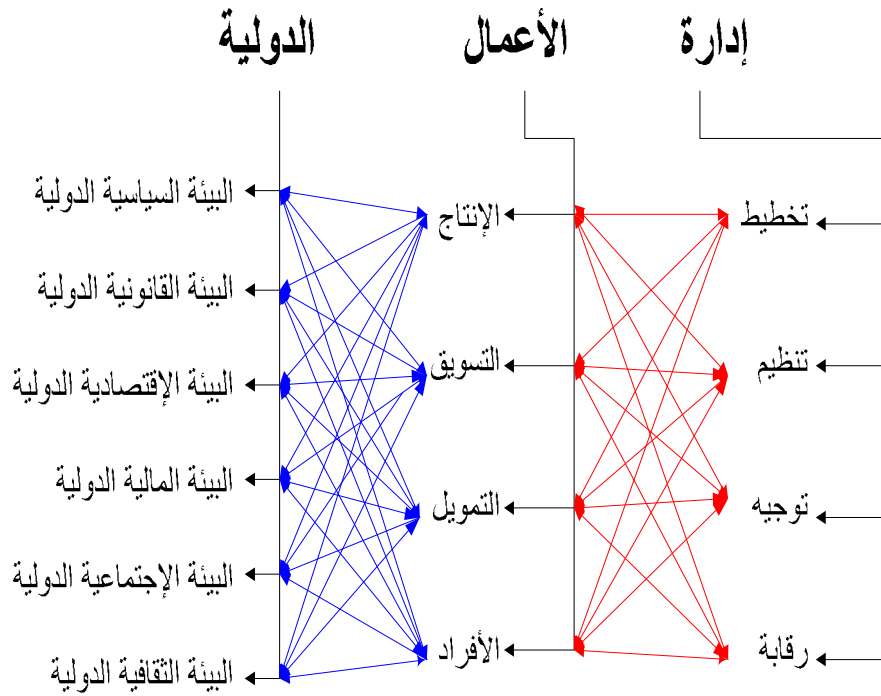 إدارة الأعمال الدولية
تخطيط
تنظيم
توجيه
رقابة
الإنتاج
التسويق
التمويل
الأفراد
البيئة السياسية الدولية
البيئة القانونية الدولية
البيئة الإقتصادية الدولية
البيئة المالية الدولية
البيئة الإجتماعية الدولية
البيئة الثقافية الدولية